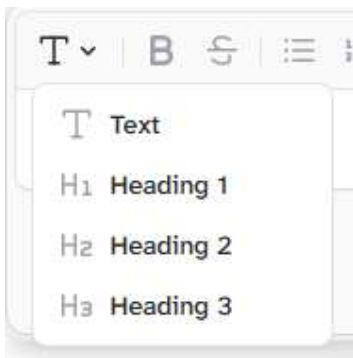 T B S
T Text
H1 Heading 1
H2 Heading 2
H3 Heading 3